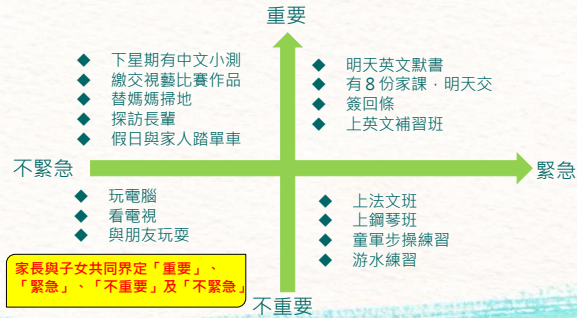 重要
◆ 下星期有中文小測
◆ 繳交視藝比賽作品
◆ 替媽媽掃地
◆ 探訪長輩
◆ 假日與家人踏單車
◆ 明天英文默書
◆ 有8份家課，明天交
◆ 簽回條
◆ 上英文補習班
不緊急
緊急
◆ 玩電腦
◆ 看電視
◆ 與朋友玩耍
◆ 上法文班
◆ 上鋼琴班
◆ 童軍步操練習
◆ 游水練習
家長與子女共同界定「重要」、
「緊急」、「不重要」及「不緊急」
不重要